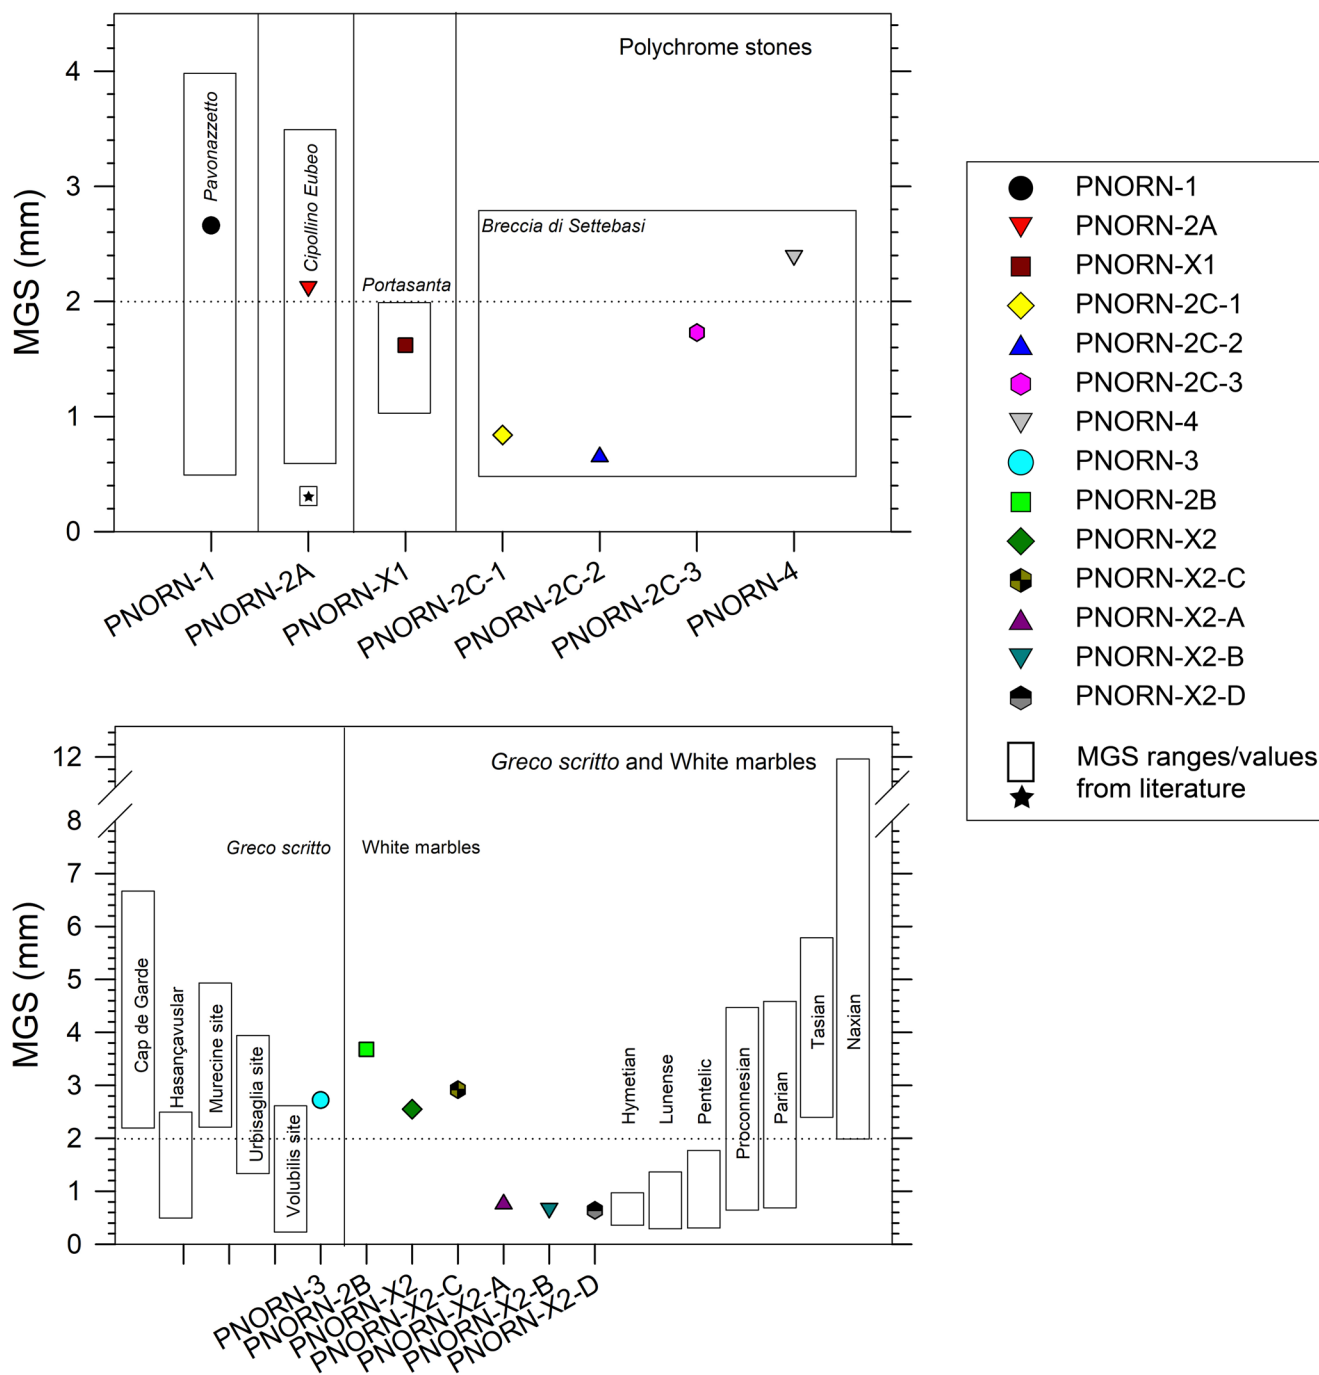 Polychrome stones
MGS (mm)
4
3
2
1
0
Pavonazzetto
Cipollino Eubeo
Portasanta
Breccia di Settebasi
PNORN-1
PNORN-2A
PNORN-X1
PNORN-2C-1
PNORN-2C-2
PNORN-2C-3
PNORN-4
PNORN-1
PNORN-2A
PNORN-X1
PNORN-2C-1
PNORN-2C-2
PNORN-2C-3
PNORN-4
PNORN-3
PNORN-2B
PNORN-X2
PNORN-X2-C
PNORN-X2-A
PNORN-X2-B
PNORN-X2-D
MGS ranges/values
from literature
Greco scritto and White marbles
MGS (mm)
12
8
7
6
5
4
3
2
1
0
Greco scritto
White marbles
Cap de Garde
Hasançavuslar
Murecine site
Urbisaglia site
Volubilis site
Hymetian
Lunense
Pentelic
Proconnesian
Parian
Tasian
Naxian
PNORN-3
PNORN-2B
PNORN-X2
PNORN-X2-C
PNORN-X2-A
PNORN-X2-B
PNORN-X2-D